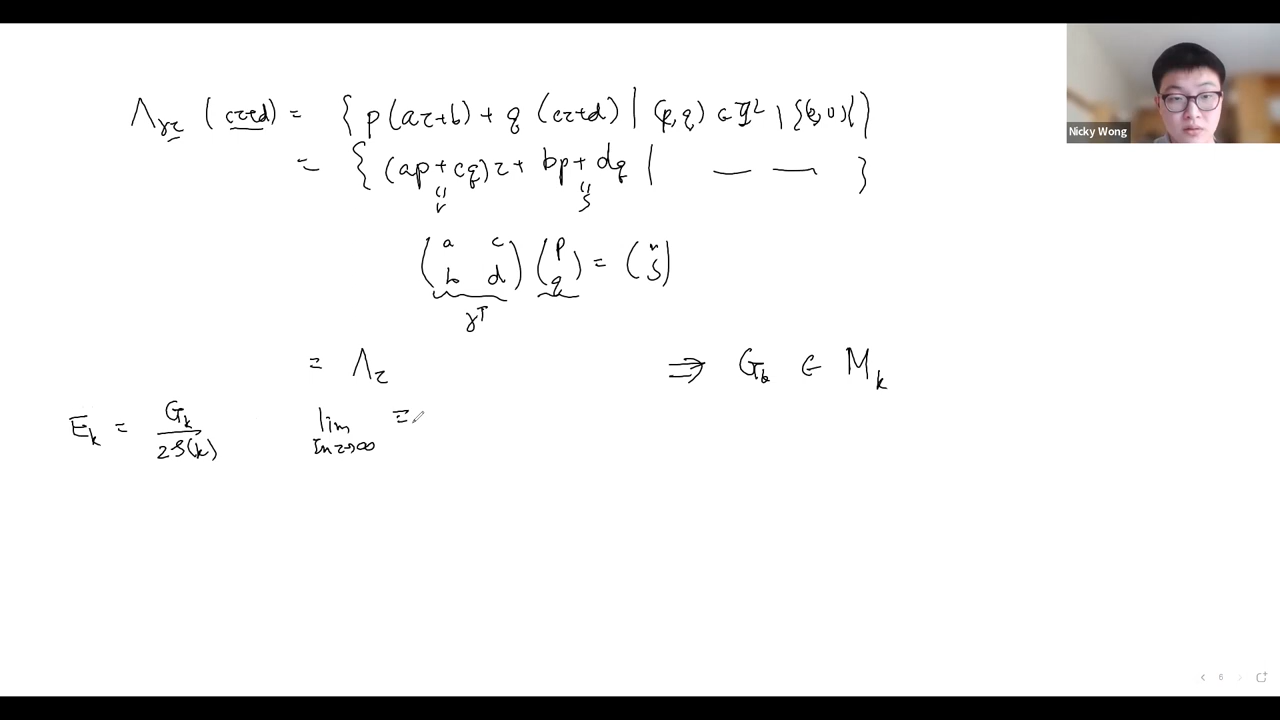 Λ_{γτ} (cτ+d) = { p(aτ+b) + q(cτ+d) | (p,q) ∈ ℤ² \ {(0,0)} }
= { (ap+cq)τ + bp+dq | — — }
" "
r s
( a c ) ( p ) = ( r )
( b d ) ( q ) ( s )
γ^T
= Λ_τ ⇒ G_k ∈ M_k
E_k = G_k / 2ζ(k) lim_{Im τ→∞} =
Nicky Wong
6